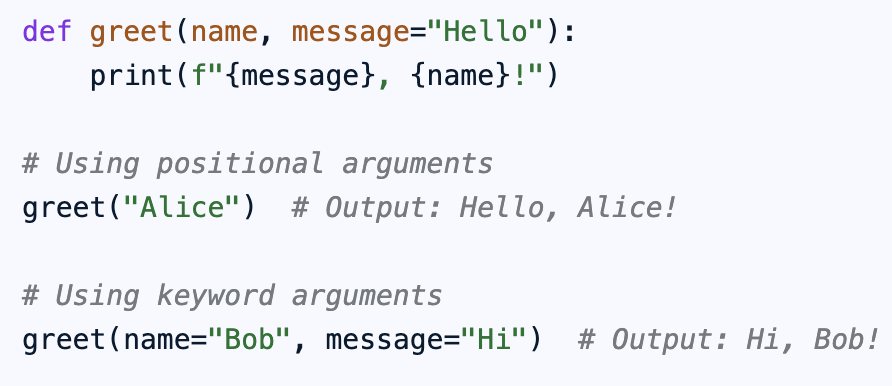 def greet(name, message="Hello"):
    print(f"{message}, {name}!")

# Using positional arguments
greet("Alice")  # Output: Hello, Alice!

# Using keyword arguments
greet(name="Bob", message="Hi")  # Output: Hi, Bob!